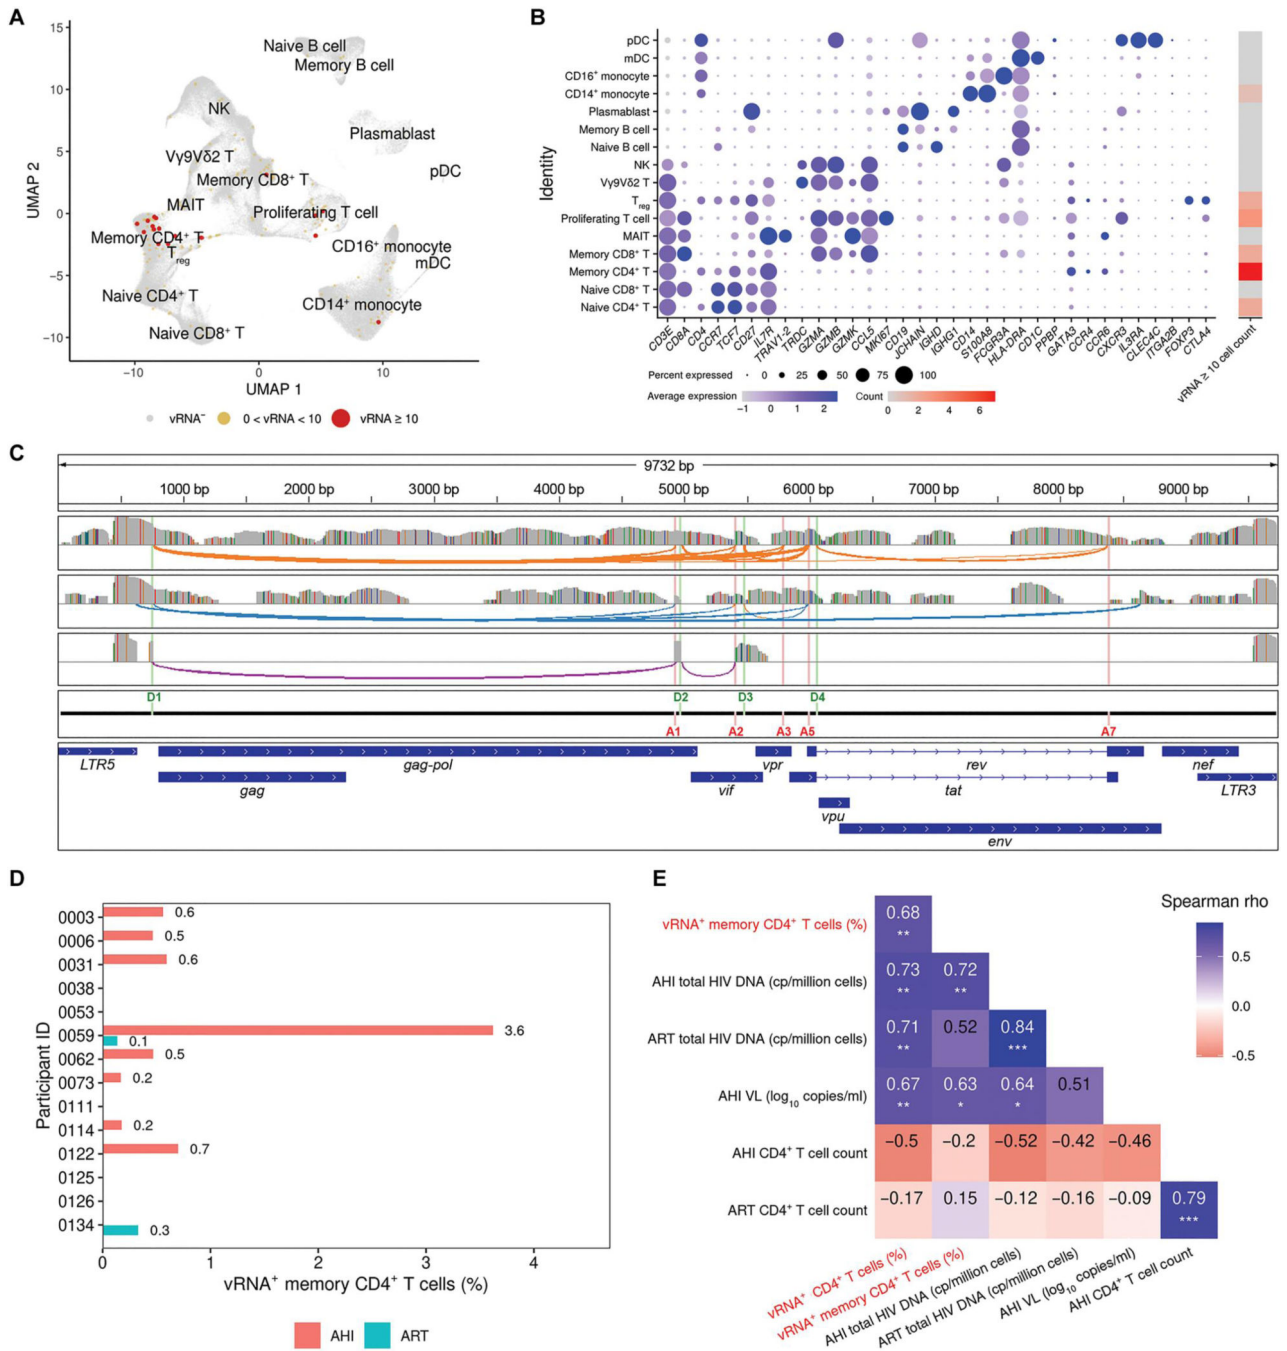 A
15
10
5
0
−5
−10
UMAP 2
Naive B cell
Memory B cell
NK
Plasmablast
Vγ9Vδ2 T
Memory CD8⁺ T
pDC
MAIT
Proliferating T cell
Memory CD4⁺ T
CD16⁺ monocyte
Treg
mDC
Naive CD4⁺ T
CD14⁺ monocyte
Naive CD8⁺ T
−10 0 10
UMAP 1
vRNA⁻ 0 < vRNA < 10 vRNA ≥ 10
B
Identity
pDC
mDC
CD16⁺ monocyte
CD14⁺ monocyte
Plasmablast
Memory B cell
Naive B cell
NK
Vγ9Vδ2 T
Treg
Proliferating T cell
MAIT
Memory CD8⁺ T
Memory CD4⁺ T
Naive CD8⁺ T
Naive CD4⁺ T
CD3E CD8A CD4 CCR7 TCF7 CD27 IL7R TRAV1-2 TRDC GZMA GZMB GZMK CCL5 MKI67 CD19 JCHAIN IGHD IGHG1 CD14 S100A8 FCGR3A HLA-DRA CD1C PPBP GATA3 CCR4 CCR6 CXCR3 IL3RA CLEC4C ITGA2B FOXP3 CTLA4
vRNA ≥ 10 cell count
Percent expressed 0 25 50 75 100
Average expression −1 0 1 2 Count 0 2 4 6
C
9732 bp
1000 bp 2000 bp 3000 bp 4000 bp 5000 bp 6000 bp 7000 bp 8000 bp 9000 bp
D1 D2 D3 D4
A1 A2 A3 A5 A7
LTR5 gag-pol vpr rev nef
gag vif tat LTR3
vpu
env
D
Participant ID
0003 0.6
0006 0.5
0031 0.6
0038
0053
0059 3.6
0.1
0062 0.5
0073 0.2
0111
0114 0.2
0122 0.7
0125
0126
0134 0.3
0 1 2 3 4
vRNA⁺ memory CD4⁺ T cells (%)
AHI ART
E
Spearman rho
0.5
0.0
-0.5
vRNA⁺ memory CD4⁺ T cells (%) 0.68
**
AHI total HIV DNA (cp/million cells) 0.73 0.72
** **
ART total HIV DNA (cp/million cells) 0.71 0.52 0.84
** ***
AHI VL (log₁₀ copies/ml) 0.67 0.63 0.64 0.51
** * *
AHI CD4⁺ T cell count −0.5 −0.2 −0.52 −0.42 −0.46
ART CD4⁺ T cell count −0.17 0.15 −0.12 −0.16 −0.09 0.79
***
vRNA⁺ CD4⁺ T cells (%)
vRNA⁺ memory CD4⁺ T cells (%)
AHI total HIV DNA (cp/million cells)
ART total HIV DNA (cp/million cells)
AHI VL (log₁₀ copies/ml)
AHI CD4⁺ T cell count